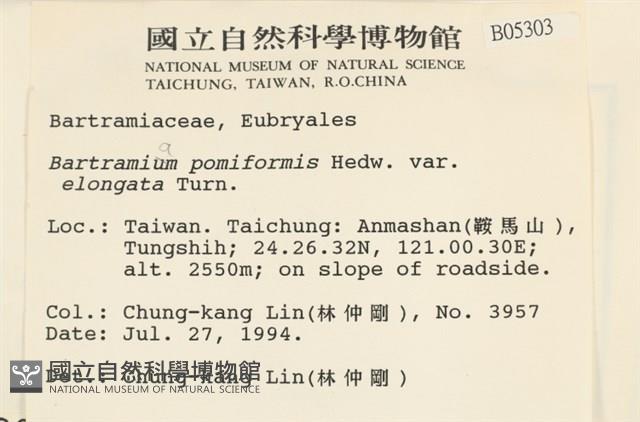 國立自然科學博物館
B05303
NATIONAL MUSEUM OF NATURAL SCIENCE
TAICHUNG, TAIWAN, R.O.CHINA
Bartramiaceae, Eubryales
a
Bartramium pomiformis Hedw. var.
elongata Turn.
Loc.: Taiwan. Taichung: Anmashan(鞍馬山),
Tungshih; 24.26.32N, 121.00.30E;
alt. 2550m; on slope of roadside.
Col.: Chung-kang Lin(林仲剛), No. 3957
Date: Jul. 27, 1994.
Det.: Chung-kang Lin(林仲剛)
國立自然科學博物館
NATIONAL MUSEUM OF NATURAL SCIENCE